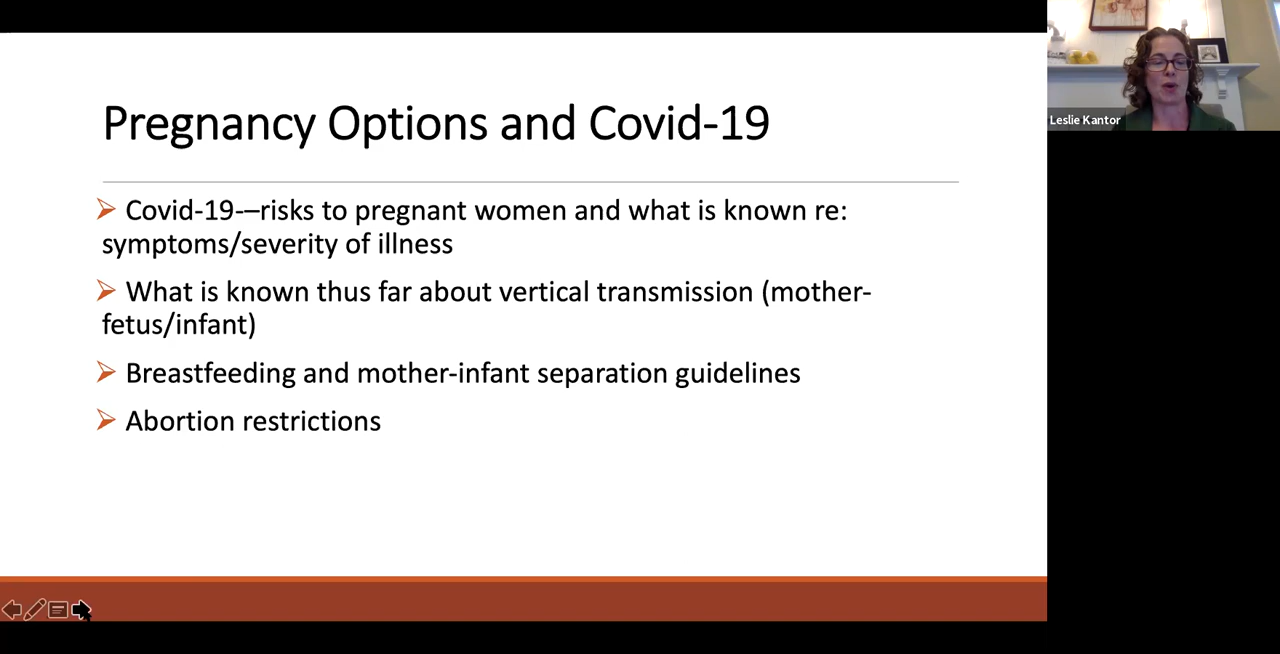 Pregnancy Options and Covid-19
Covid-19-–risks to pregnant women and what is known re:
symptoms/severity of illness
What is known thus far about vertical transmission (mother-
fetus/infant)
Breastfeeding and mother-infant separation guidelines
Abortion restrictions
Leslie Kantor